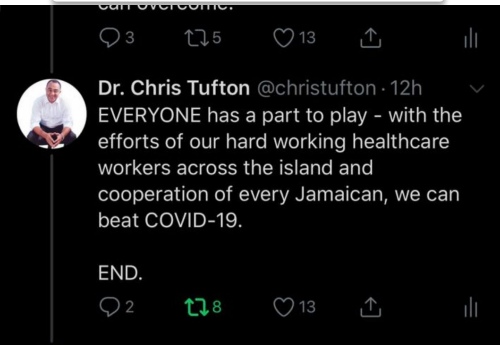 can overcome.
3 5 13
Dr. Chris Tufton @christufton · 12h
EVERYONE has a part to play - with the
efforts of our hard working healthcare
workers across the island and
cooperation of every Jamaican, we can
beat COVID-19.
END.
2 8 13